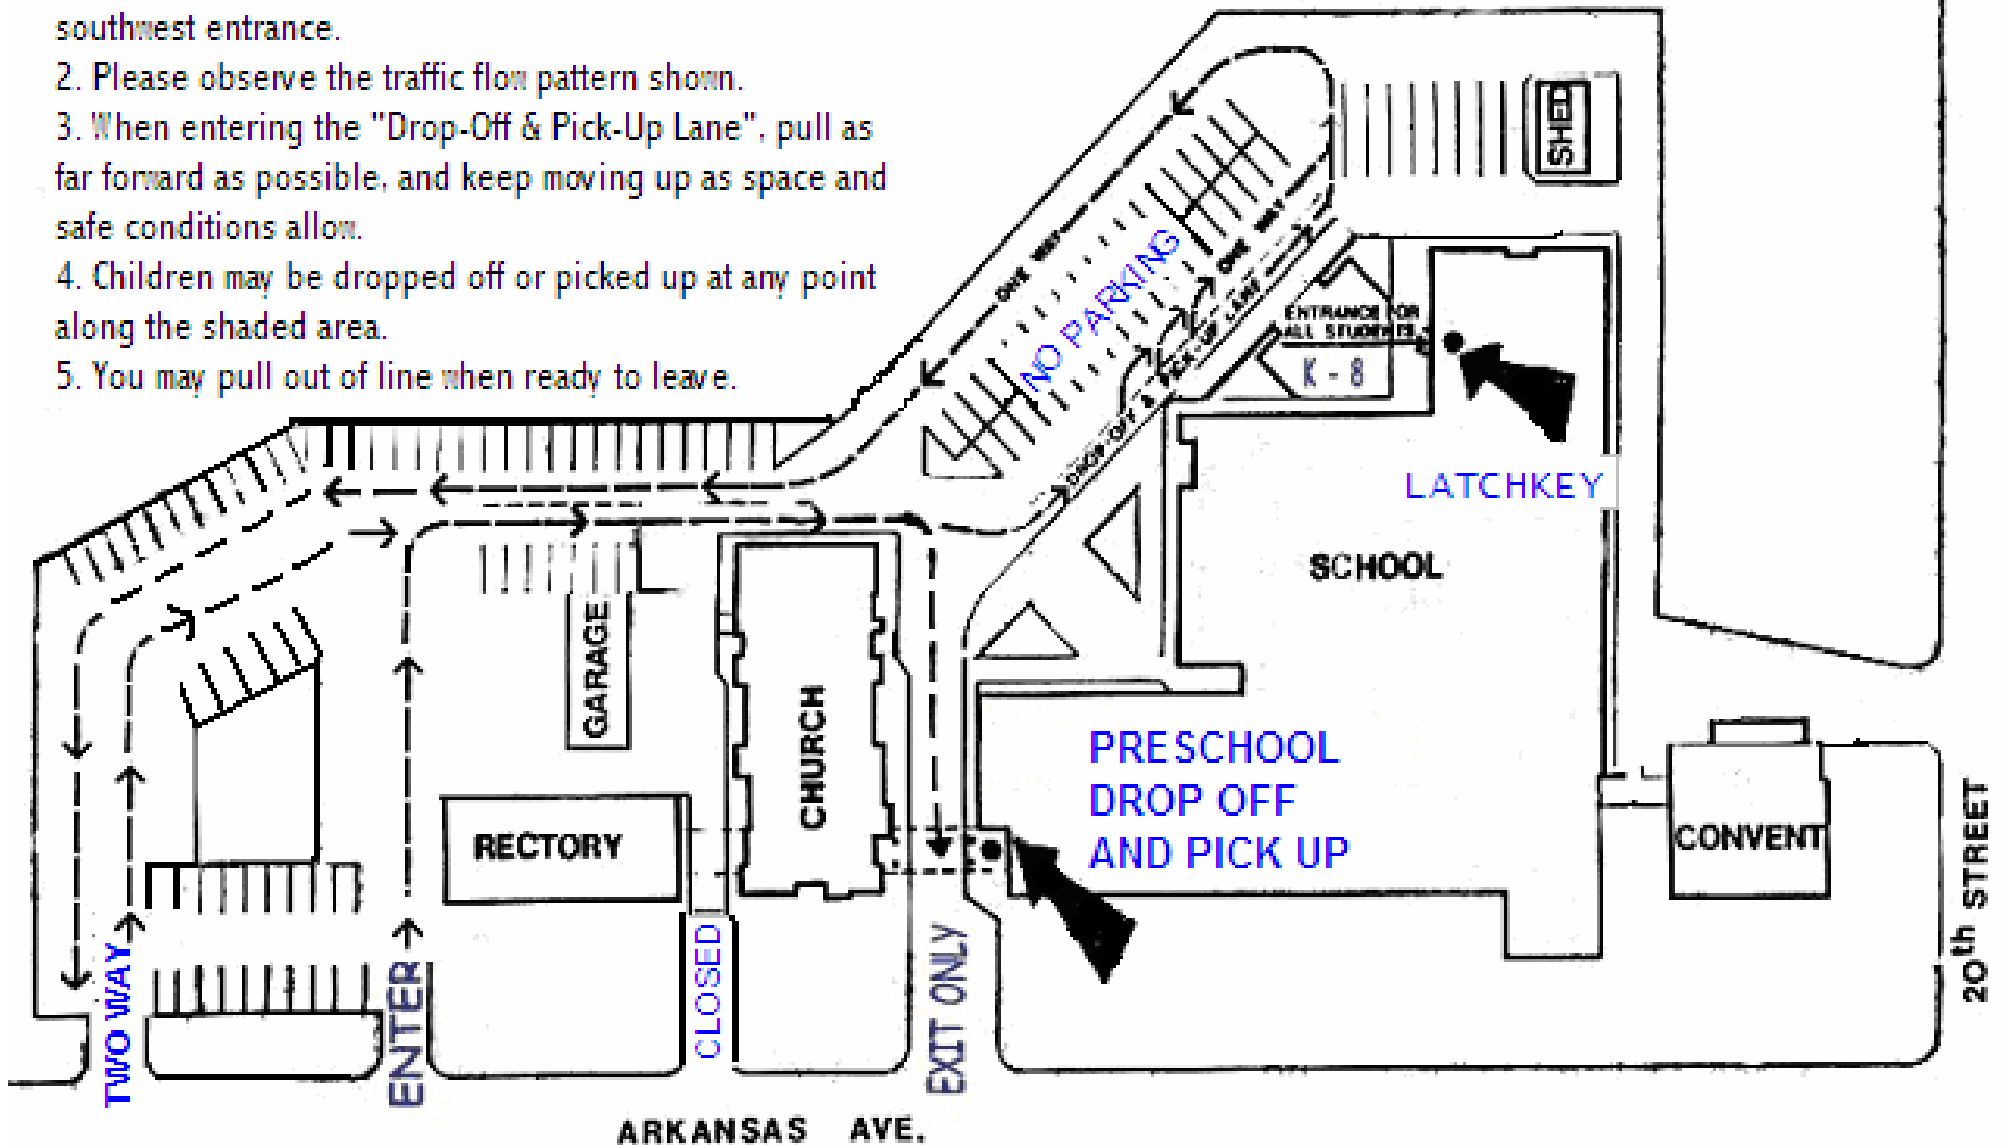 southwest entrance.
2. Please observe the traffic flow pattern shown.
3. When entering the "Drop-Off & Pick-Up Lane", pull as
far forward as possible, and keep moving up as space and
safe conditions allow.
4. Children may be dropped off or picked up at any point
along the shaded area.
5. You may pull out of line when ready to leave.
SHED
ONE WAY
NO PARKING
ONE WAY
DROP-OFF & PICK-UP LANE
ENTRANCE FOR
ALL STUDENTS
K - 8
LATCHKEY
SCHOOL
GARAGE
CHURCH
RECTORY
PRESCHOOL
DROP OFF
AND PICK UP
CONVENT
20th STREET
TWO WAY
ENTER
CLOSED
EXIT ONLY
ARKANSAS AVE.